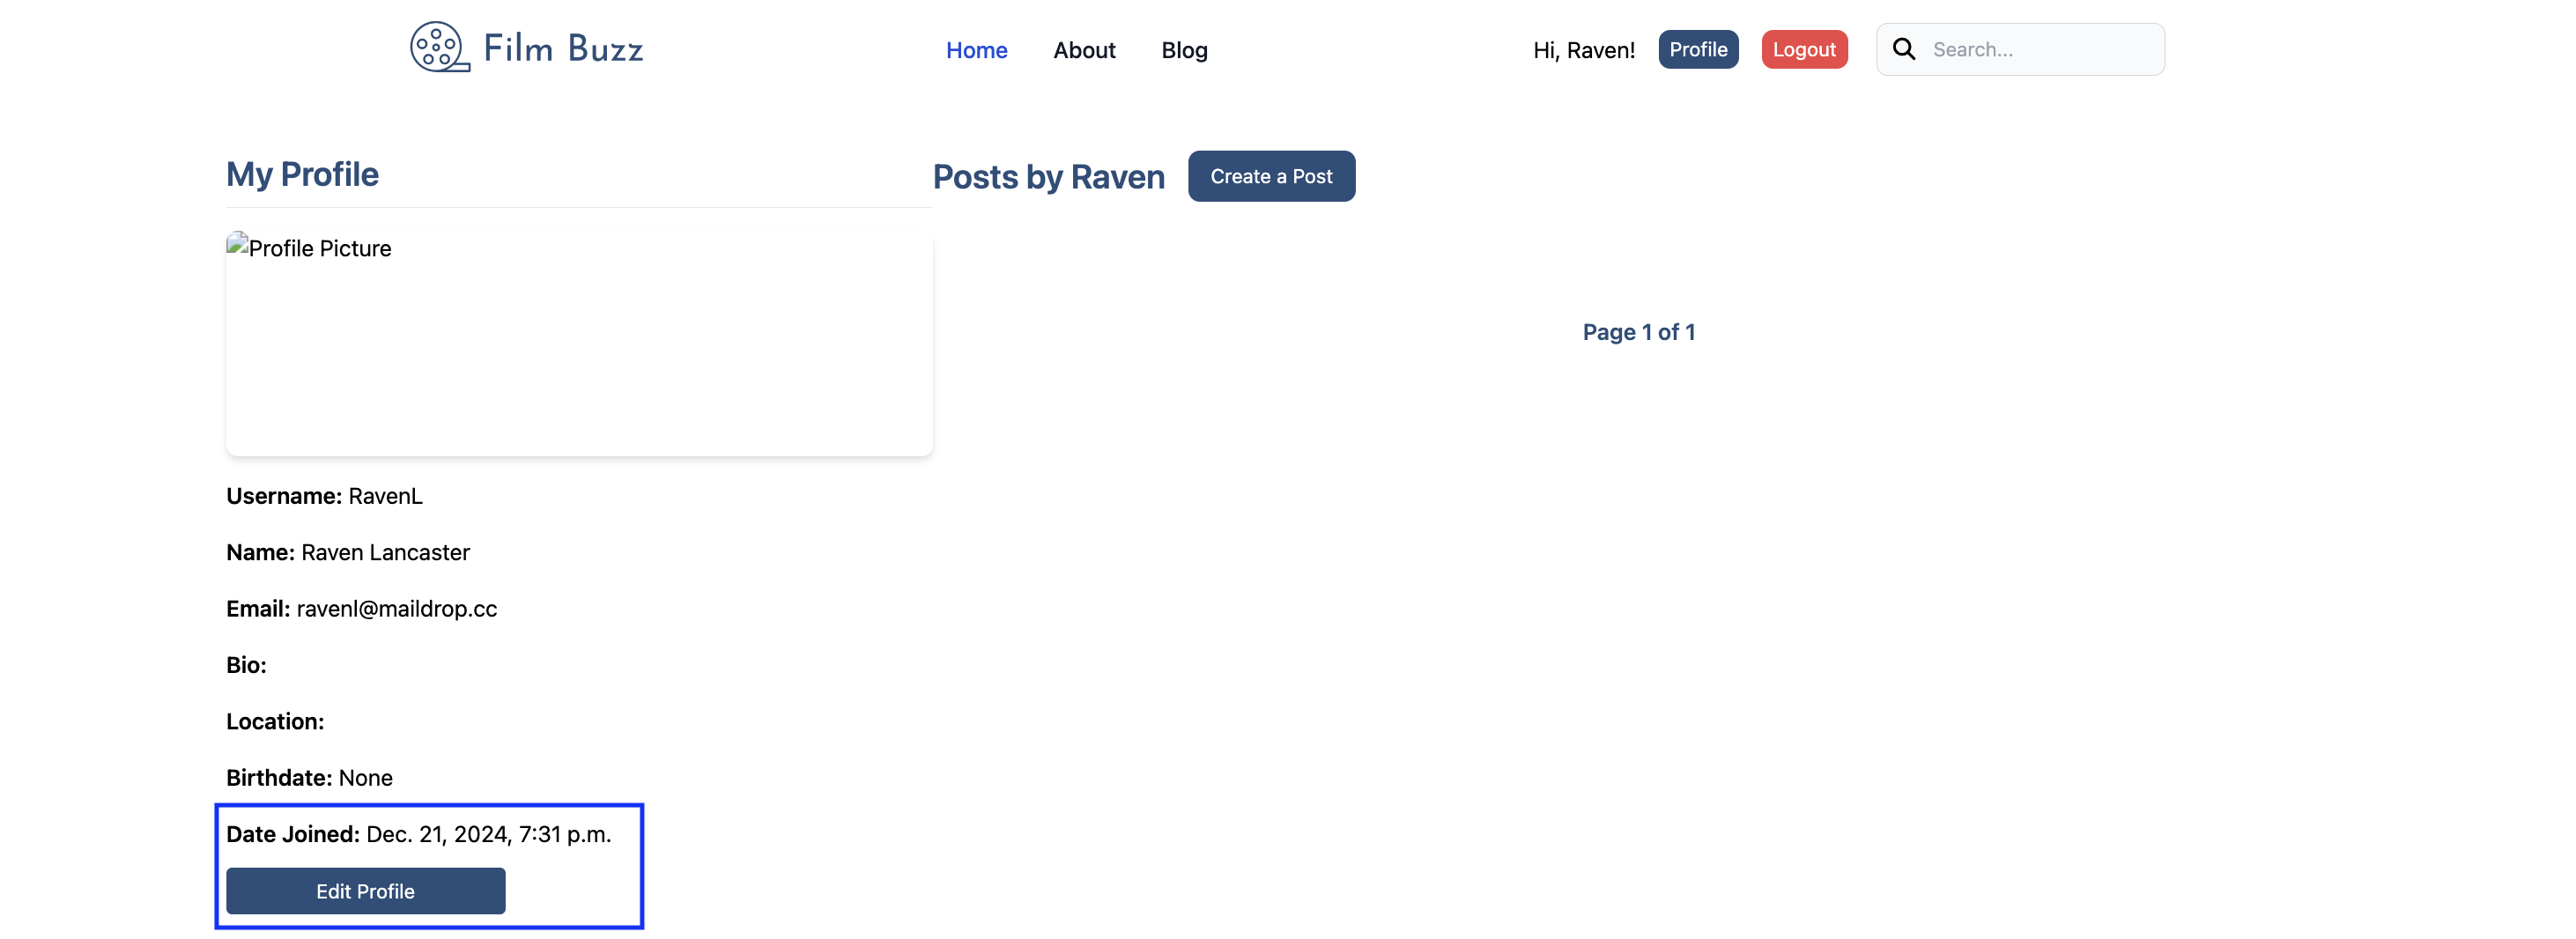 Film Buzz
Home About Blog
Hi, Raven! Profile Logout Search...
My Profile
Posts by Raven Create a Post
Profile Picture
Page 1 of 1
Username: RavenL
Name: Raven Lancaster
Email: ravenl@maildrop.cc
Bio:
Location:
Birthdate: None
Date Joined: Dec. 21, 2024, 7:31 p.m.
Edit Profile